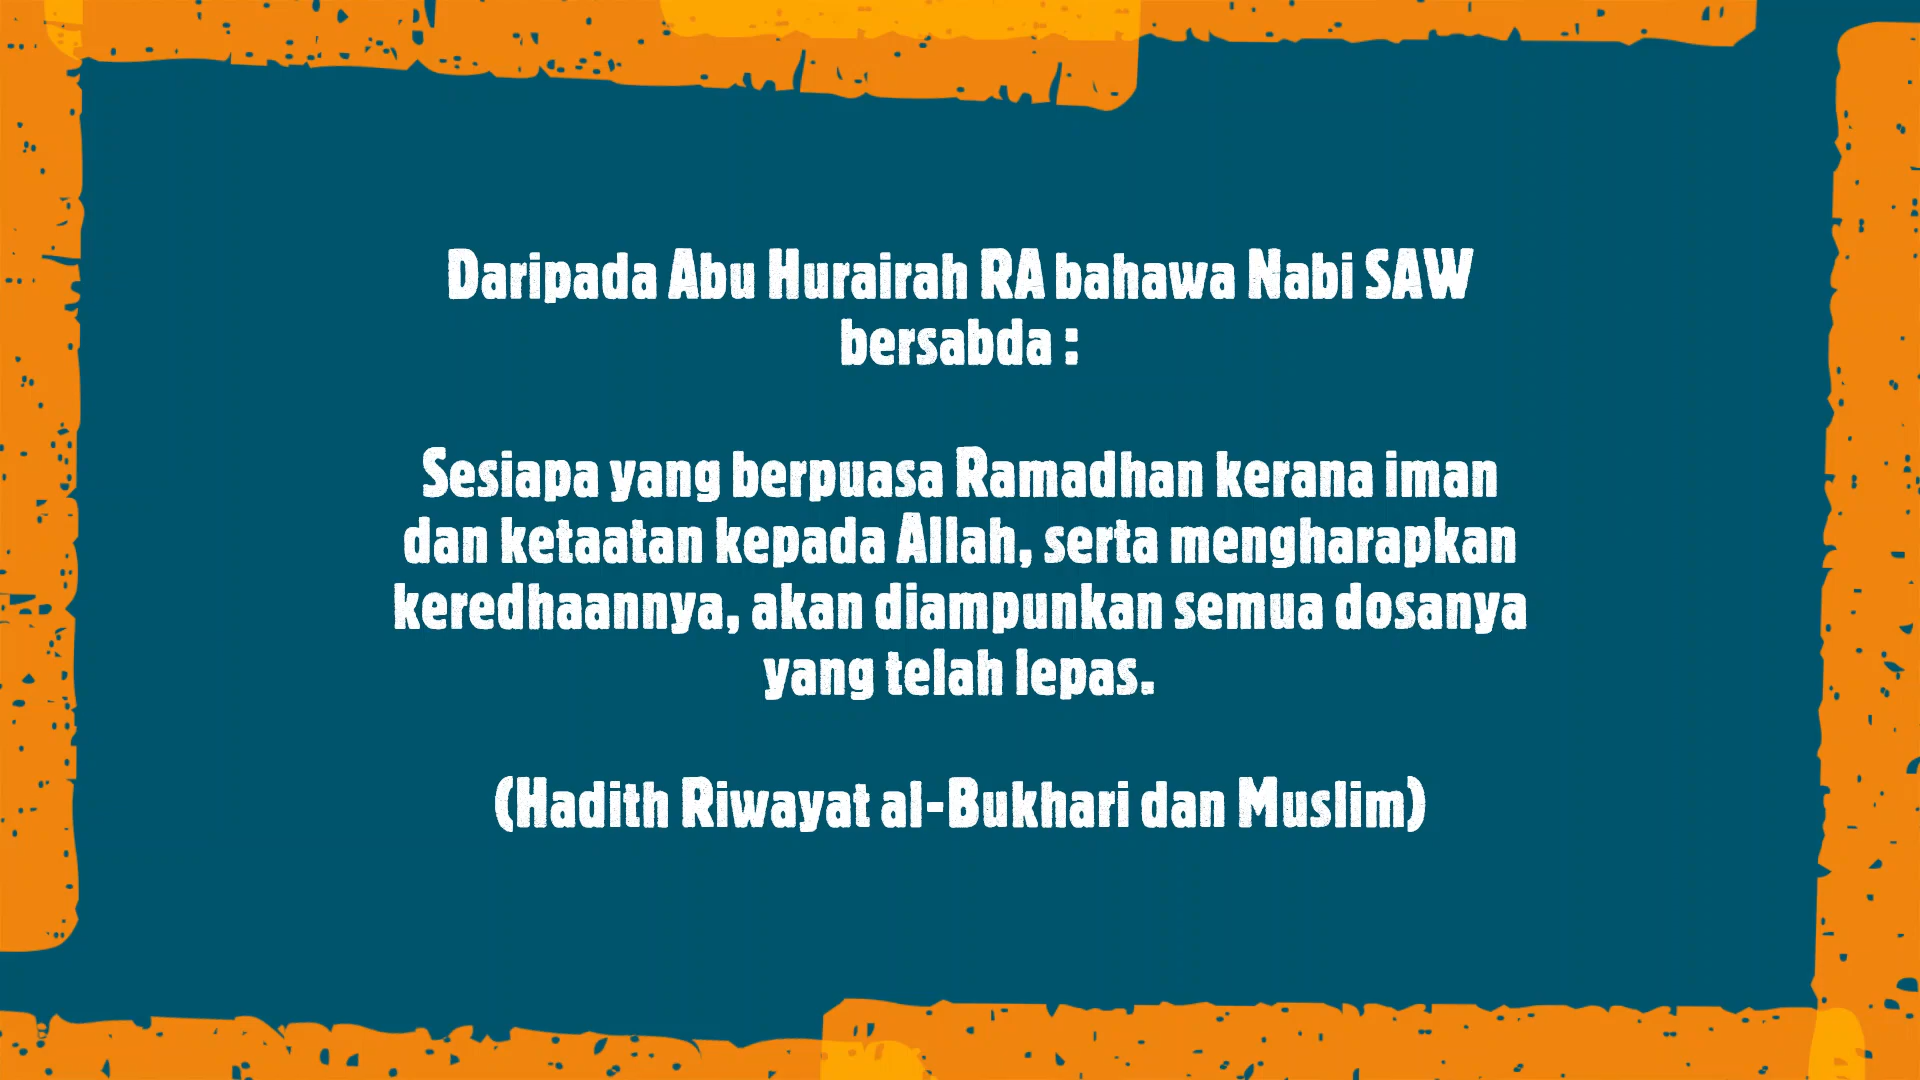 Daripada Abu Hurairah RA bahawa Nabi SAW
bersabda :
Sesiapa yang berpuasa Ramadhan kerana iman
dan ketaatan kepada Allah, serta mengharapkan
keredhaannya, akan diampunkan semua dosanya
yang telah lepas.
(Hadith Riwayat al-Bukhari dan Muslim)